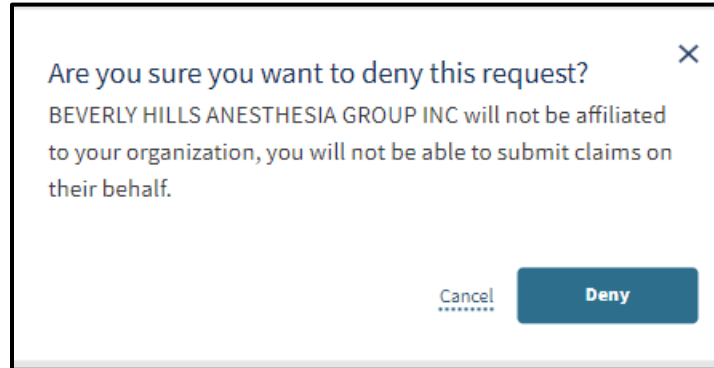 Are you sure you want to deny this request?
BEVERLY HILLS ANESTHESIA GROUP INC will not be affiliated
to your organization, you will not be able to submit claims on
their behalf.
Cancel
Deny